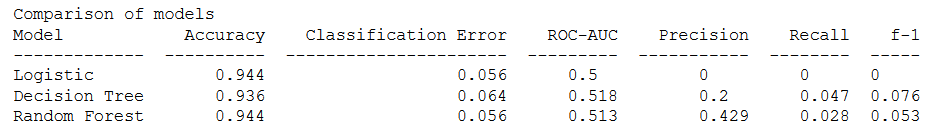 Comparison of models
Model Accuracy Classification Error ROC-AUC Precision Recall f-1
------------- ---------- ---------------------- --------- ----------- -------- -----
Logistic 0.944 0.056 0.5 0 0 0
Decision Tree 0.936 0.064 0.518 0.2 0.047 0.076
Random Forest 0.944 0.056 0.513 0.429 0.028 0.053